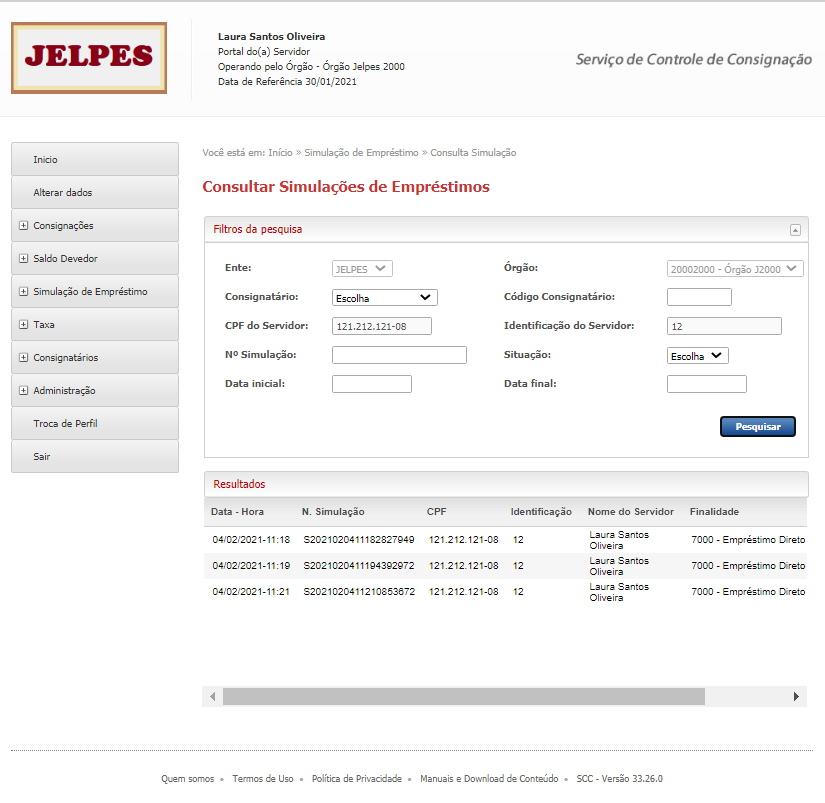 JELPES
Laura Santos Oliveira
Portal do(a) Servidor
Operando pelo Órgão - Órgão Jelpes 2000
Data de Referência 30/01/2021
Serviço de Controle de Consignação
Inicio
Alterar dados
Consignações
Saldo Devedor
Simulação de Empréstimo
Taxa
Consignatários
Administração
Troca de Perfil
Sair
Você está em: Início » Simulação de Empréstimo » Consulta Simulação
Consultar Simulações de Empréstimos
Filtros da pesquisa
Ente: JELPES Órgão: 20002000 - Órgão J2000
Consignatário: Escolha Código Consignatário:
CPF do Servidor: 121.212.121-08 Identificação do Servidor: 12
Nº Simulação: Situação: Escolha
Data inicial: Data final:
Pesquisar
Resultados
Data - Hora N. Simulação CPF Identificação Nome do Servidor Finalidade
04/02/2021-11:18 S2021020411182827949 121.212.121-08 12 Laura Santos Oliveira 7000 - Empréstimo Direto
04/02/2021-11:19 S2021020411194392972 121.212.121-08 12 Laura Santos Oliveira 7000 - Empréstimo Direto
04/02/2021-11:21 S2021020411210853672 121.212.121-08 12 Laura Santos Oliveira 7000 - Empréstimo Direto
Quem somos • Termos de Uso • Política de Privacidade • Manuais e Download de Conteúdo • SCC - Versão 33.26.0